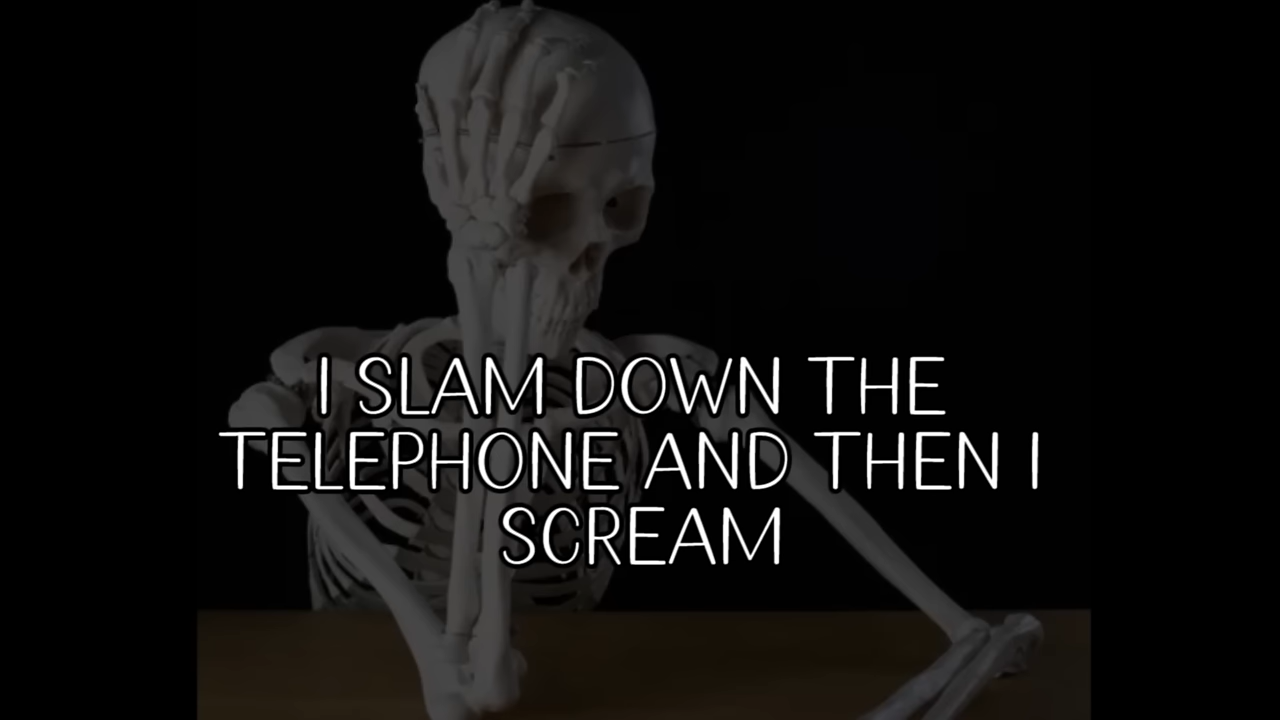 I SLAM DOWN THE
TELEPHONE AND THEN I
SCREAM